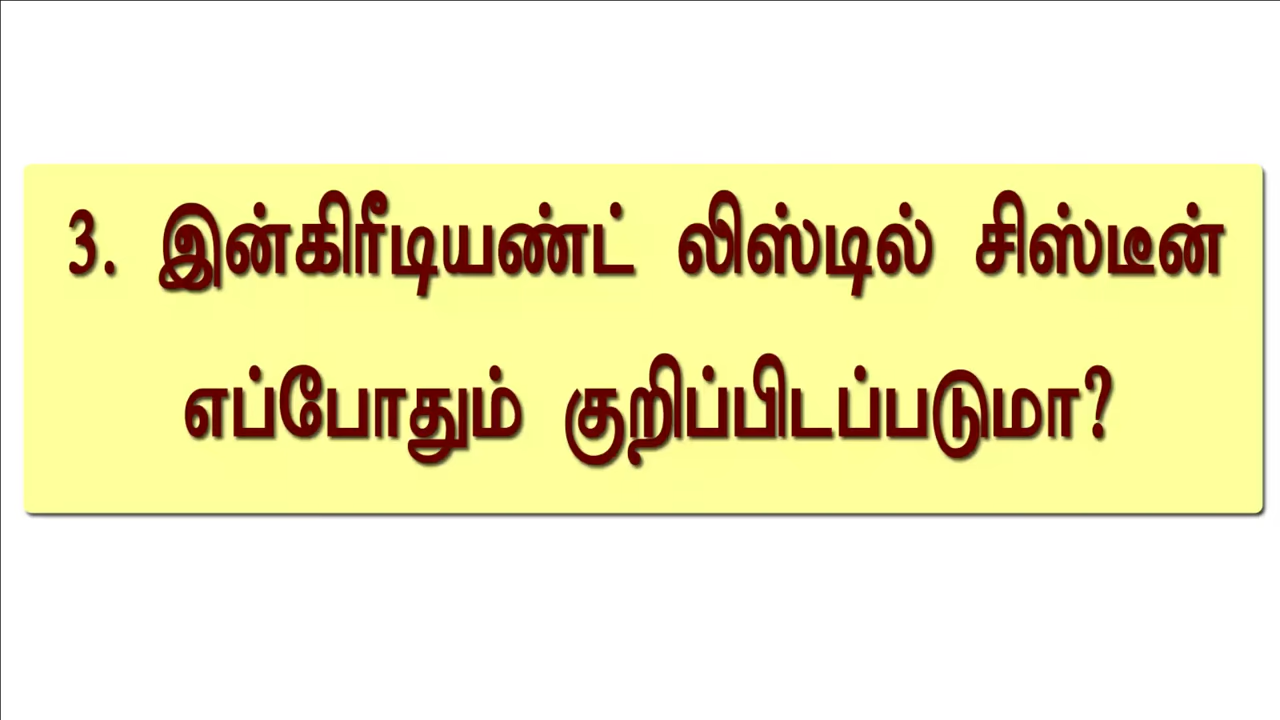 3. இன்கிரீடியண்ட் லிஸ்டில் சிஸ்டீன்
எப்போதும் குறிப்பிடப்படுமா?